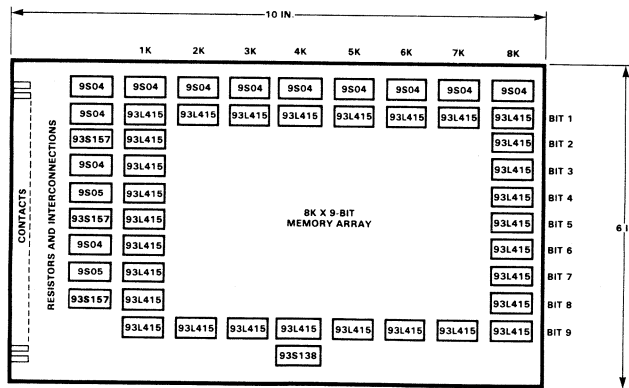 10 IN.
1K 2K 3K 4K 5K 6K 7K 8K
9S04 9S04 9S04 9S04 9S04 9S04 9S04 9S04 9S04
9S04 93L415 93L415 93L415 93L415 93L415 93L415 93L415 93L415 BIT 1
93S157 93L415 93L415 BIT 2
9S04 93L415 93L415 BIT 3
9S05 93L415 93L415 BIT 4
93S157 93L415 93L415 BIT 5
9S04 93L415 93L415 BIT 6
9S05 93L415 93L415 BIT 7
93S157 93L415 93L415 BIT 8
93L415 93L415 93L415 93L415 93L415 93L415 93L415 93L415 BIT 9
93S138
8K X 9-BIT
MEMORY ARRAY
CONTACTS
RESISTORS AND INTERCONNECTIONS
6 I